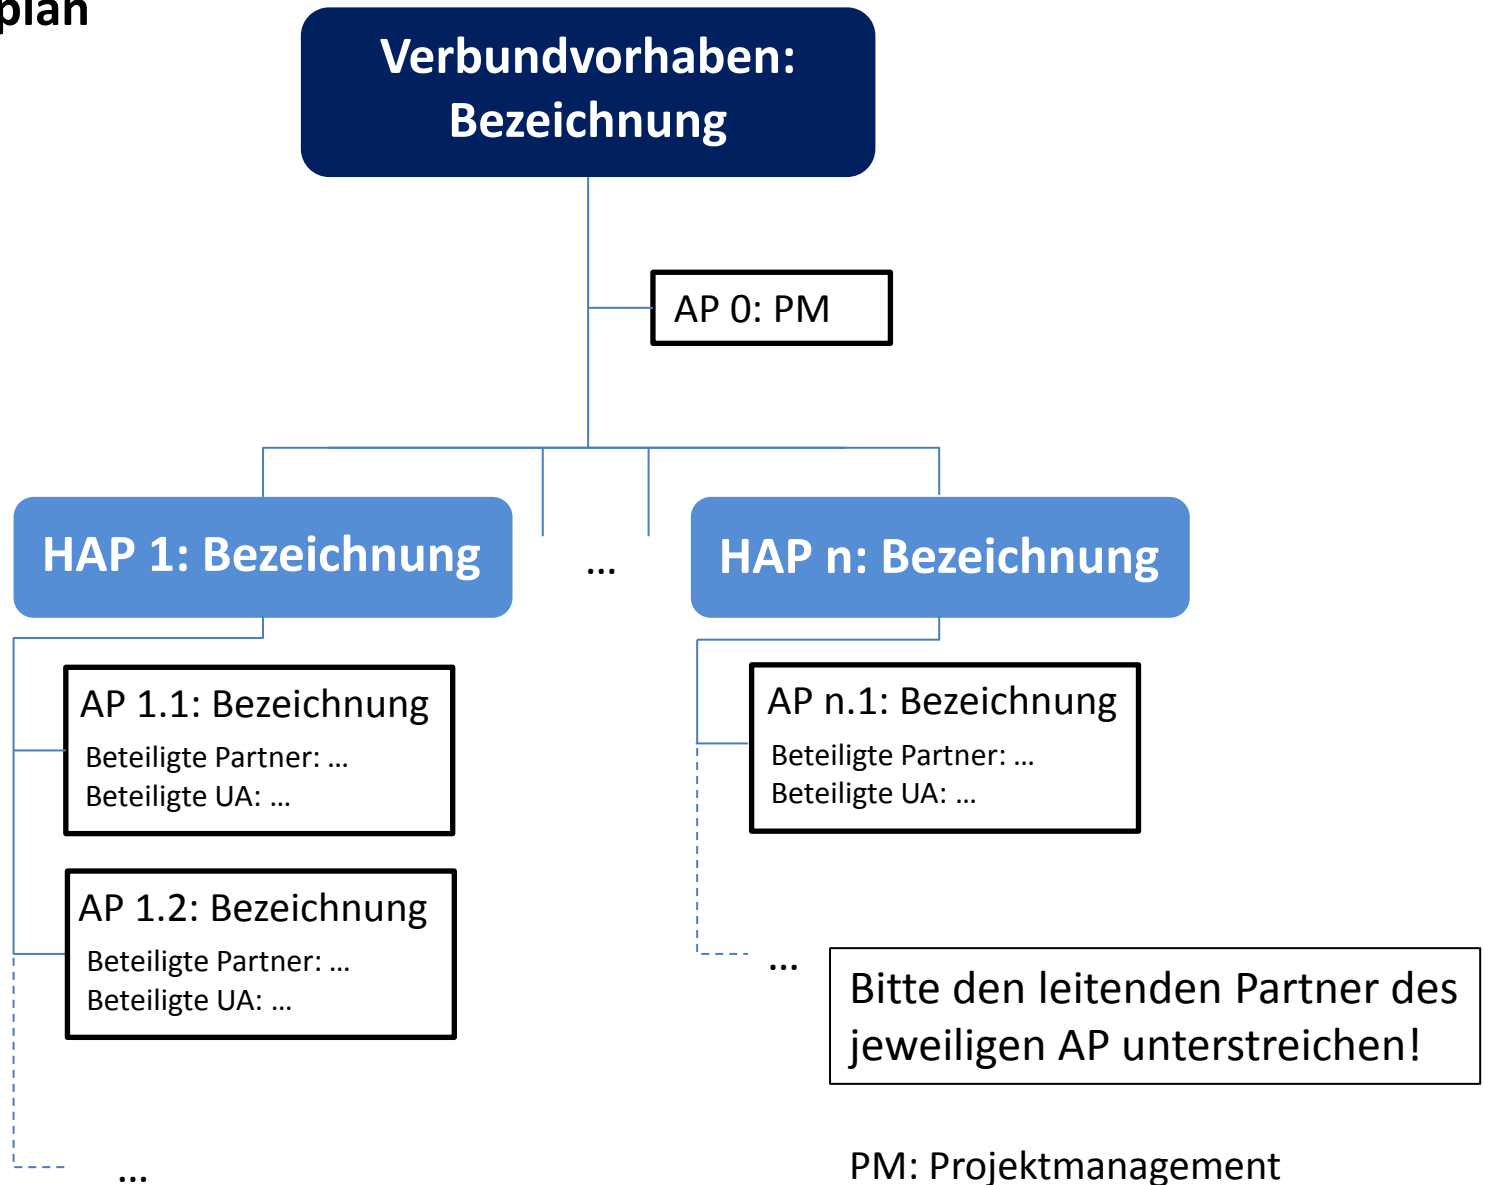 plan
Verbundvorhaben:
Bezeichnung
AP 0: PM
HAP 1: Bezeichnung
...
HAP n: Bezeichnung
AP 1.1: Bezeichnung
Beteiligte Partner: ...
Beteiligte UA: ...
AP n.1: Bezeichnung
Beteiligte Partner: ...
Beteiligte UA: ...
AP 1.2: Bezeichnung
Beteiligte Partner: ...
Beteiligte UA: ...
...
Bitte den leitenden Partner des
jeweiligen AP unterstreichen!
...
PM: Projektmanagement